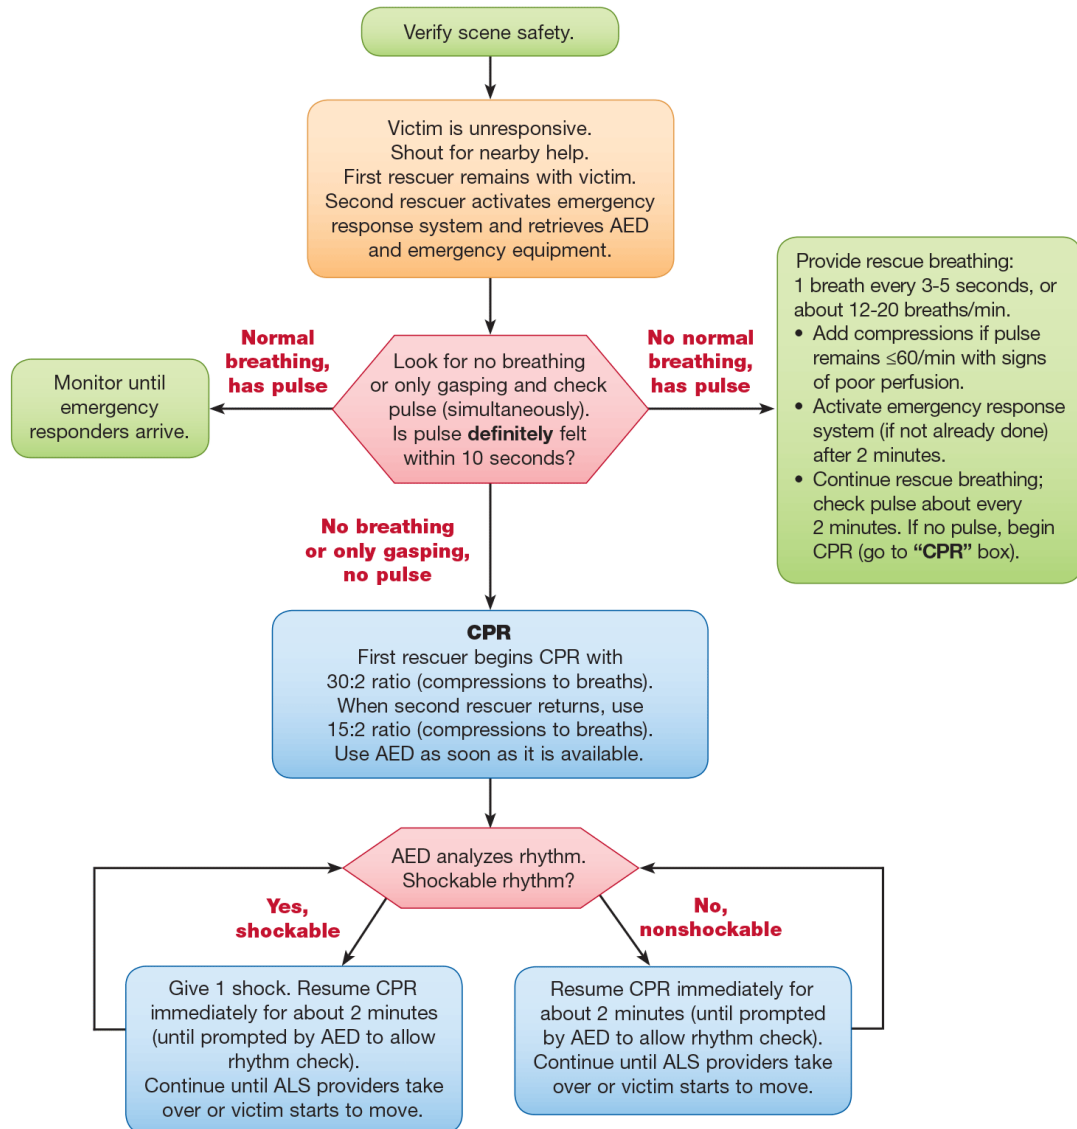 Verify scene safety.
Victim is unresponsive.
Shout for nearby help.
First rescuer remains with victim.
Second rescuer activates emergency
response system and retrieves AED
and emergency equipment.
Normal
breathing,
has pulse
Monitor until
emergency
responders arrive.
Look for no breathing
or only gasping and check
pulse (simultaneously).
Is pulse definitely felt
within 10 seconds?
No normal
breathing,
has pulse
Provide rescue breathing:
1 breath every 3-5 seconds, or
about 12-20 breaths/min.
• Add compressions if pulse
remains ≤60/min with signs
of poor perfusion.
• Activate emergency response
system (if not already done)
after 2 minutes.
• Continue rescue breathing;
check pulse about every
2 minutes. If no pulse, begin
CPR (go to “CPR” box).
No breathing
or only gasping,
no pulse
CPR
First rescuer begins CPR with
30:2 ratio (compressions to breaths).
When second rescuer returns, use
15:2 ratio (compressions to breaths).
Use AED as soon as it is available.
AED analyzes rhythm.
Shockable rhythm?
Yes,
shockable
No,
nonshockable
Give 1 shock. Resume CPR
immediately for about 2 minutes
(until prompted by AED to allow
rhythm check).
Continue until ALS providers take
over or victim starts to move.
Resume CPR immediately for
about 2 minutes (until prompted
by AED to allow rhythm check).
Continue until ALS providers take
over or victim starts to move.